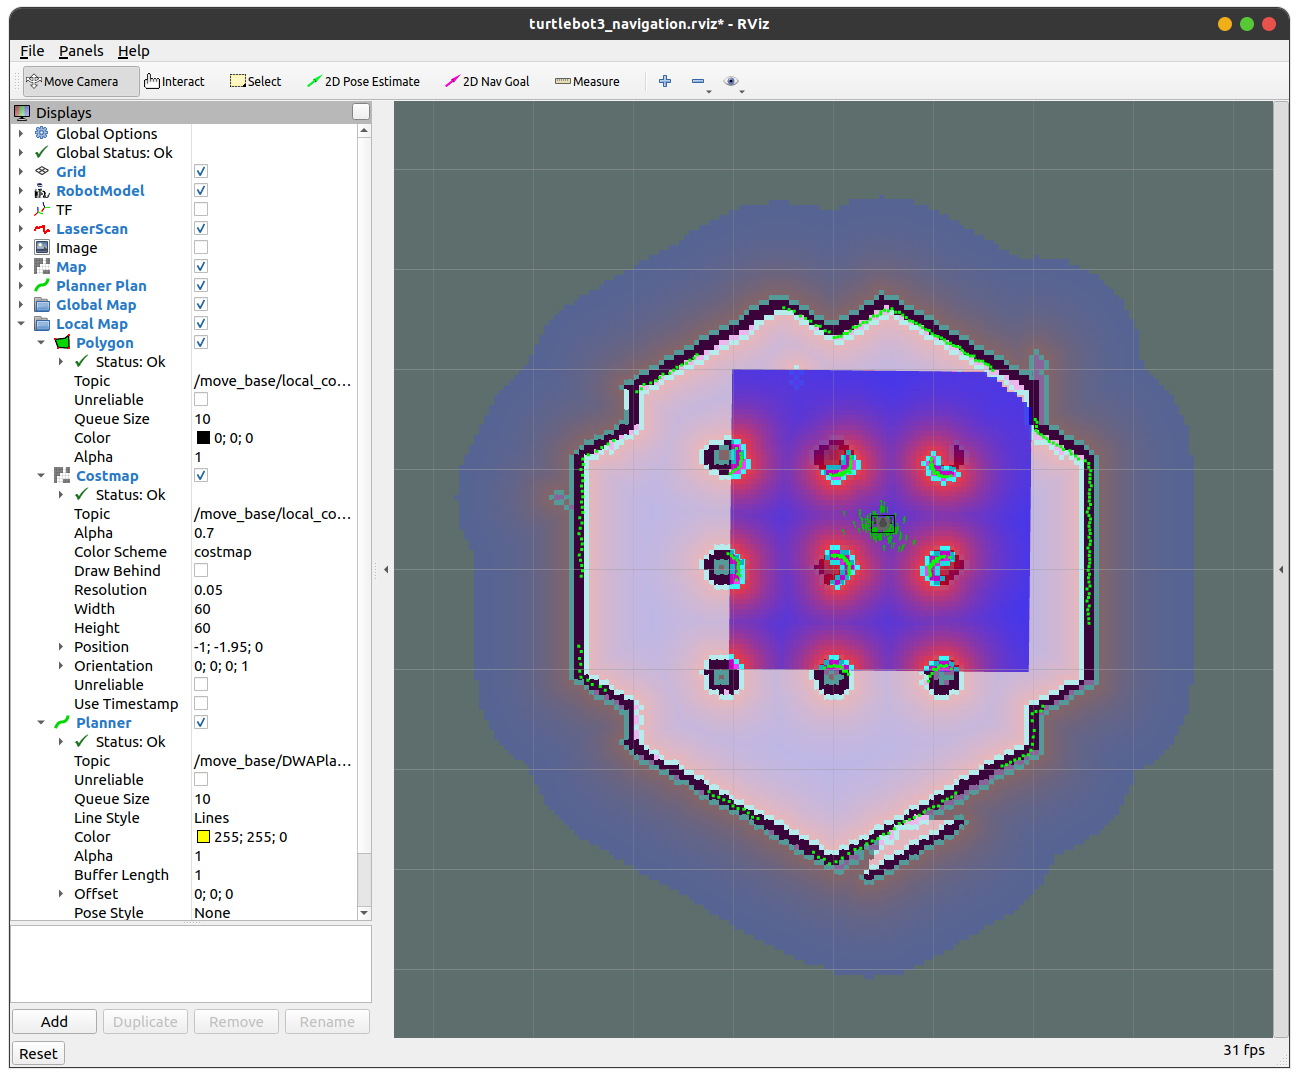 turtlebot3_navigation.rviz* - RViz
File Panels Help
Move Camera Interact Select 2D Pose Estimate 2D Nav Goal Measure
Displays
Global Options
Global Status: Ok
Grid
RobotModel
TF
LaserScan
Image
Map
Planner Plan
Global Map
Local Map
Polygon
Status: Ok
Topic /move_base/local_co...
Unreliable
Queue Size 10
Color 0; 0; 0
Alpha 1
Costmap
Status: Ok
Topic /move_base/local_co...
Alpha 0.7
Color Scheme costmap
Draw Behind
Resolution 0.05
Width 60
Height 60
Position -1; -1.95; 0
Orientation 0; 0; 0; 1
Unreliable
Use Timestamp
Planner
Status: Ok
Topic /move_base/DWAPla...
Unreliable
Queue Size 10
Line Style Lines
Color 255; 255; 0
Alpha 1
Buffer Length 1
Offset 0; 0; 0
Pose Style None
Add Duplicate Remove Rename
Reset 31 fps